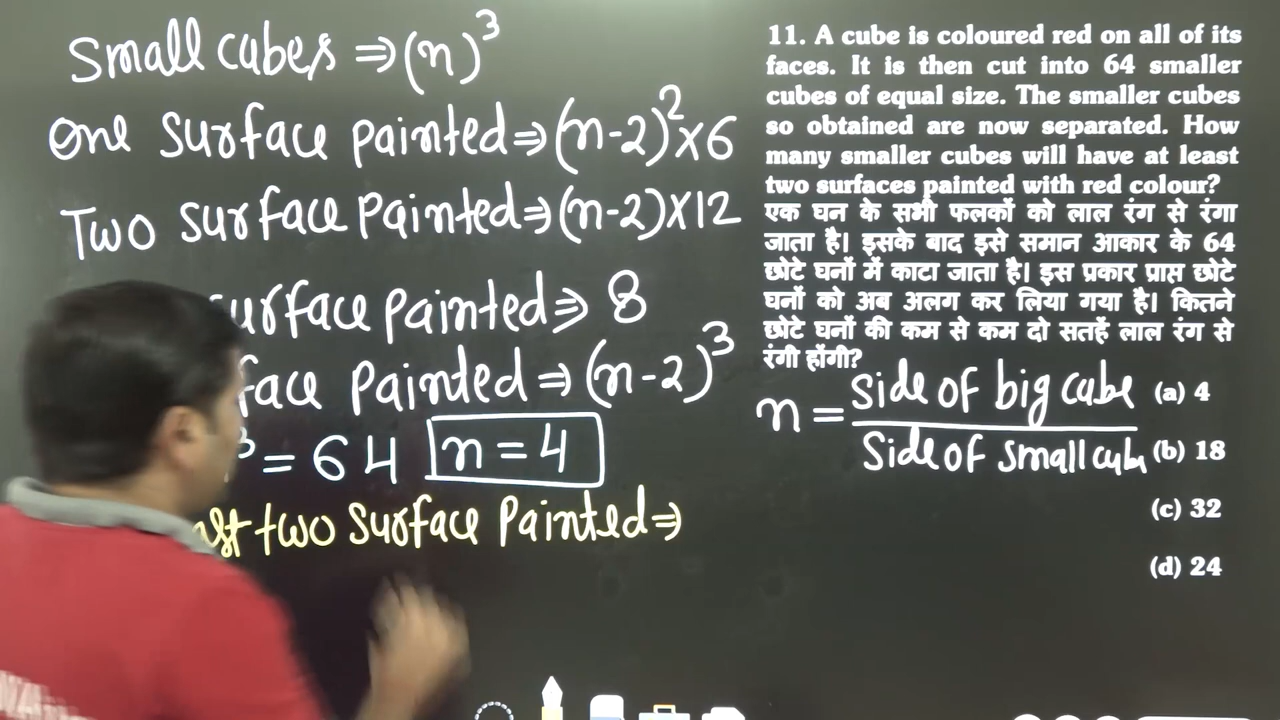 Small cubes ⇒ (n)³
One surface painted ⇒ (n-2)² x 6
Two surface Painted ⇒ (n-2) x 12
surface painted ⇒ 8
Painted ⇒ (n-2)³
= 64 n = 4
two Surface Painted ⇒
11. A cube is coloured red on all of its
faces. It is then cut into 64 smaller
cubes of equal size. The smaller cubes
so obtained are now separated. How
many smaller cubes will have at least
two surfaces painted with red colour?
एक घन के सभी फलकों को लाल रंग से रंगा
जाता है। इसके बाद इसे समान आकार के 64
छोटे घनों में काटा जाता है। इस प्रकार प्राप्त छोटे
घनों को अब अलग कर लिया गया है। कितने
छोटे घनों की कम से कम दो सतहें लाल रंग से
रंगी होंगी?
n = Side of big cube
Side of small cube
(a) 4
(b) 18
(c) 32
(d) 24